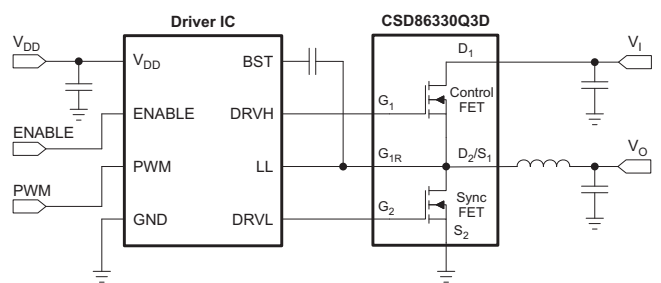 Driver IC
CSD86330Q3D
V_DD
V_DD
BST
D_1
V_I
ENABLE
ENABLE
DRVH
G_1
Control
FET
PWM
PWM
LL
G_1R
D_2/S_1
V_O
GND
DRVL
G_2
Sync
FET
S_2